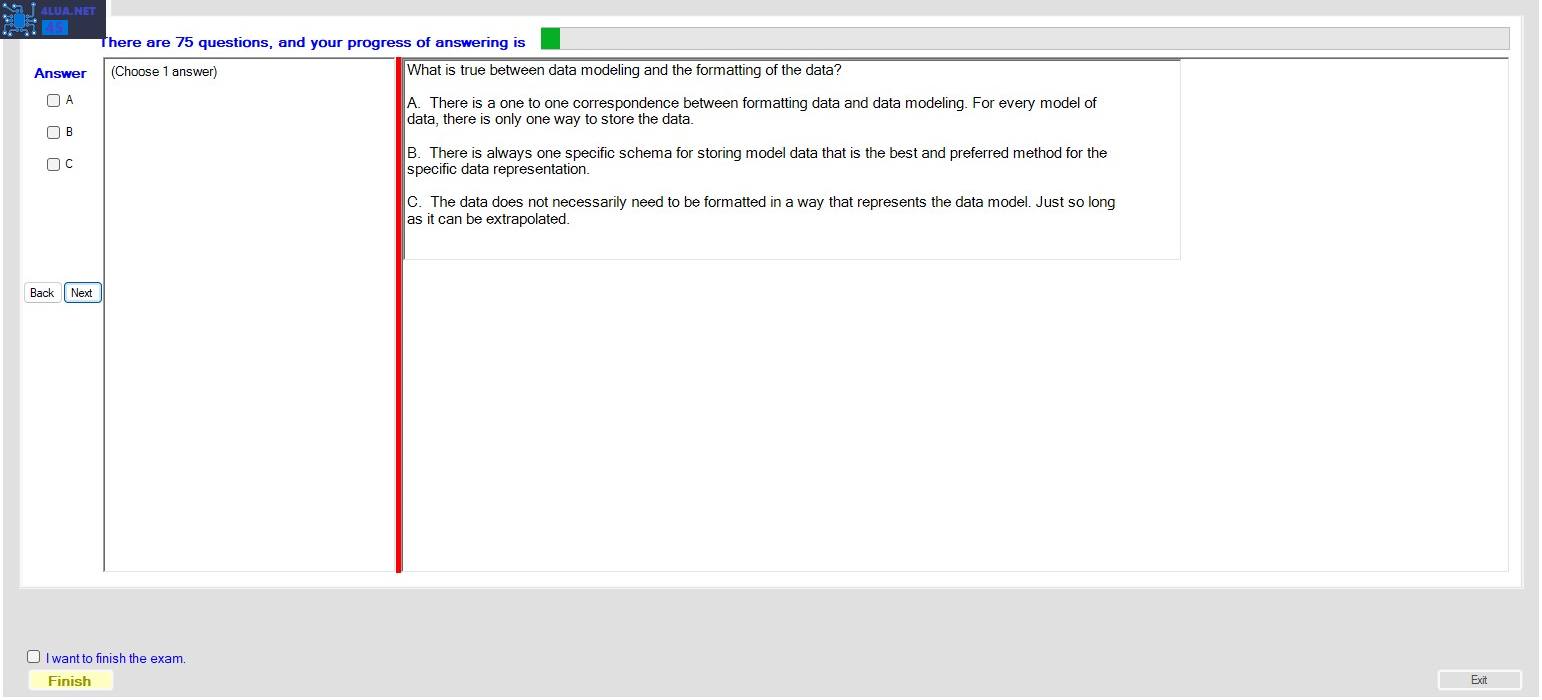 4LUA.NET
45
There are 75 questions, and your progress of answering is
Answer
(Choose 1 answer)
A
B
C
Back
Next
What is true between data modeling and the formatting of the data?
A. There is a one to one correspondence between formatting data and data modeling. For every model of
data, there is only one way to store the data.
B. There is always one specific schema for storing model data that is the best and preferred method for the
specific data representation.
C. The data does not necessarily need to be formatted in a way that represents the data model. Just so long
as it can be extrapolated.
I want to finish the exam.
Finish
Exit